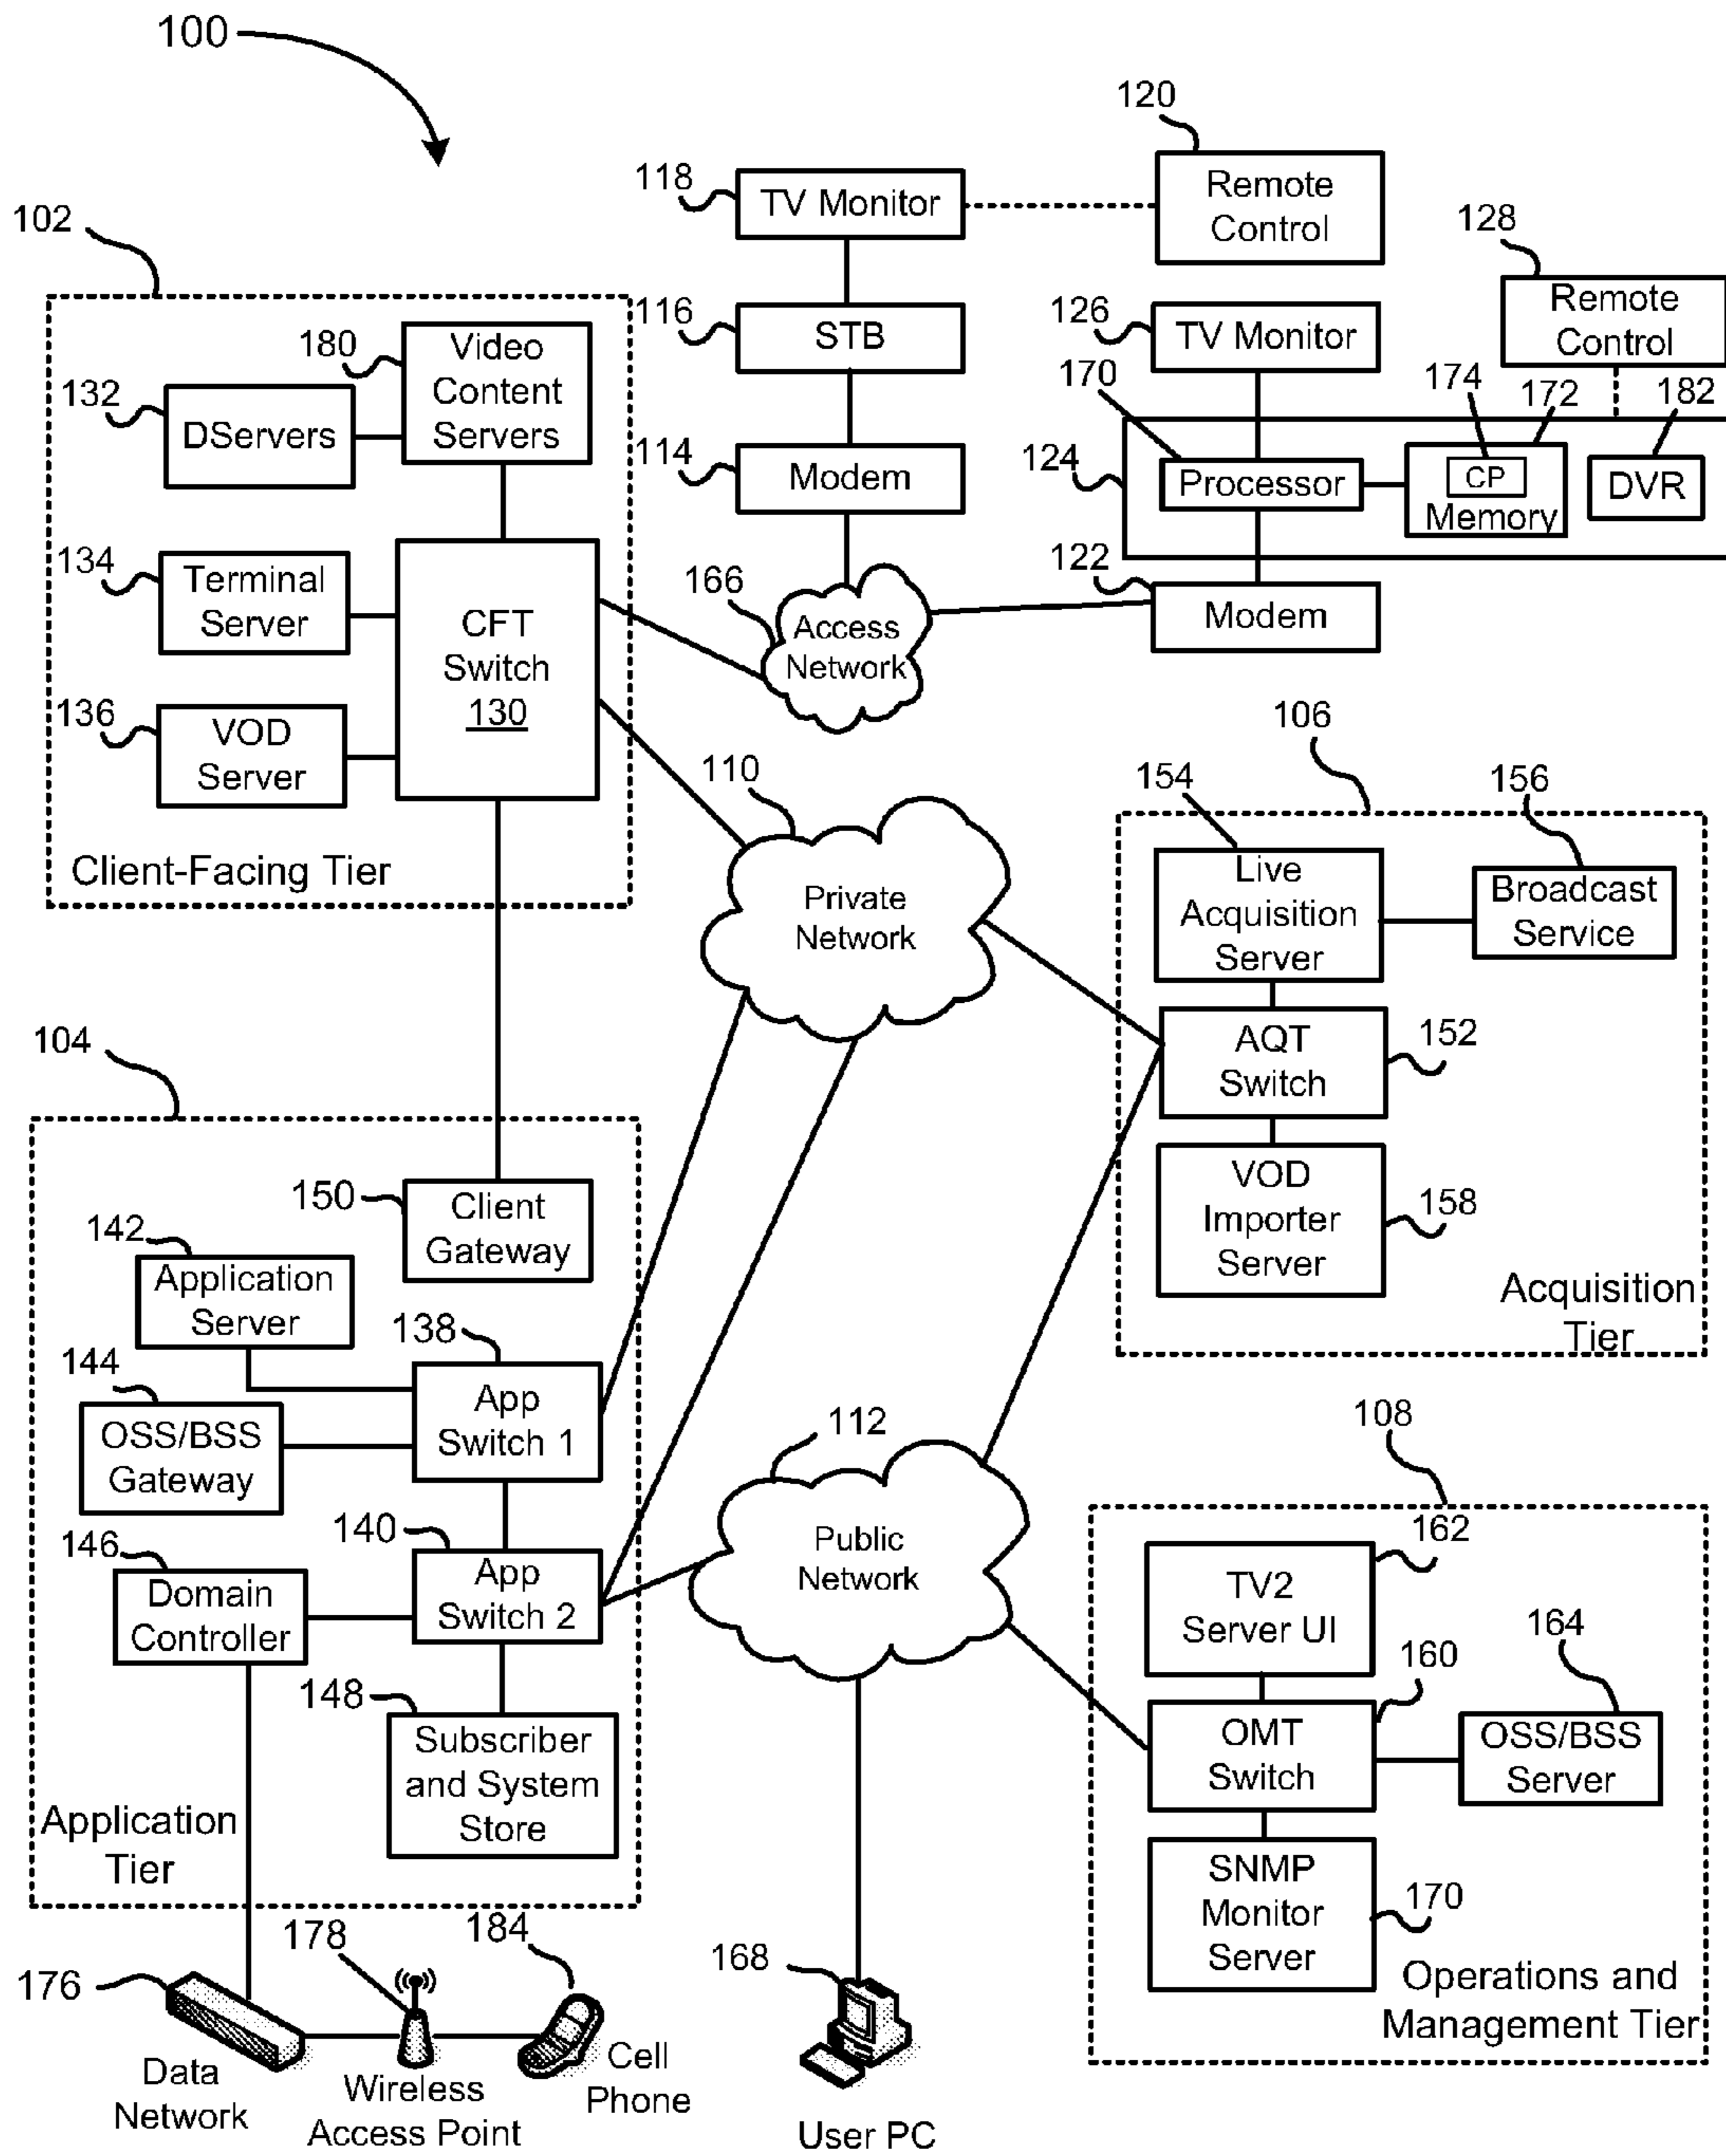 100
120
118
TV Monitor
Remote
Control
102
128
116
STB
126
TV Monitor
Remote
Control
180
Video
Content
Servers
170
174
172
182
132
DServers
114
Modem
124
Processor
CP
Memory
DVR
134
Terminal
Server
CFT
Switch
130
166
Access
Network
122
Modem
136
VOD
Server
106
110
154
156
Client-Facing Tier
Private
Network
Live
Acquisition
Server
Broadcast
Service
104
AQT
Switch
152
150
Client
Gateway
VOD
Importer
Server
158
142
Application
Server
Acquisition
Tier
138
144
App
Switch 1
OSS/BSS
Gateway
112
108
140
146
App
Switch 2
Domain
Controller
Public
Network
162
TV2
Server UI
164
160
148
Subscriber
and System
Store
OMT
Switch
OSS/BSS
Server
Application
Tier
SNMP
Monitor
Server
170
178
184
168
176
Operations and
Management Tier
Data
Network
Wireless
Access Point
Cell
Phone
User PC